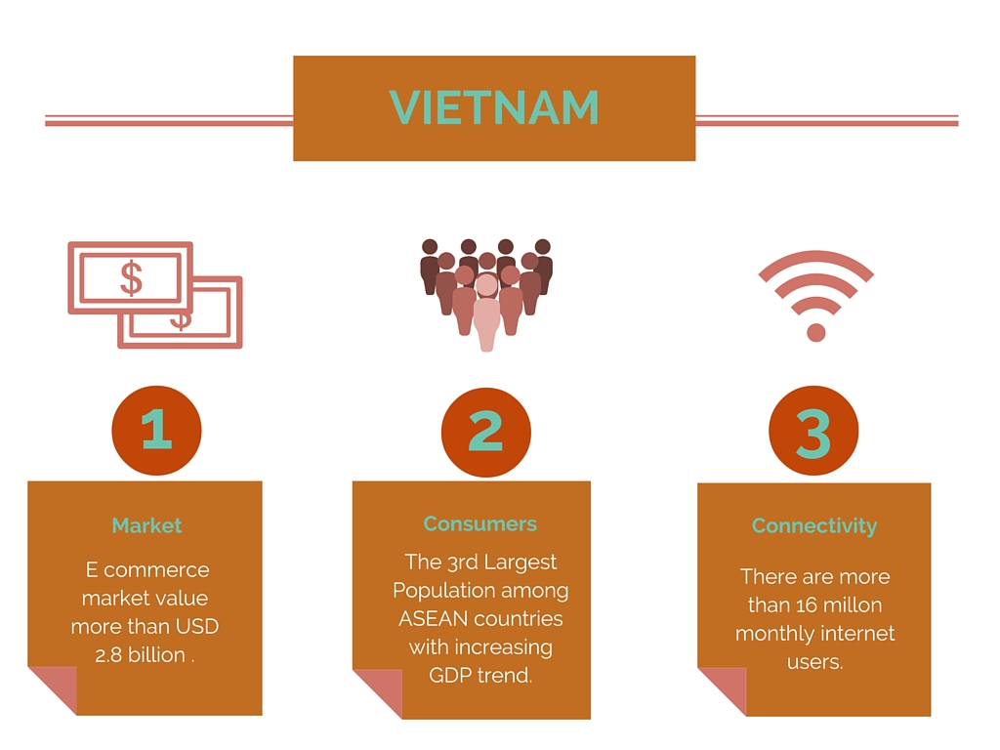 VIETNAM
$
$
1
2
3
Market
E commerce
market value
more than USD
2.8 billion .
Consumers
The 3rd Largest
Population among
ASEAN countries
with increasing
GDP trend.
Connectivity
There are more
than 16 millon
monthly internet
users.